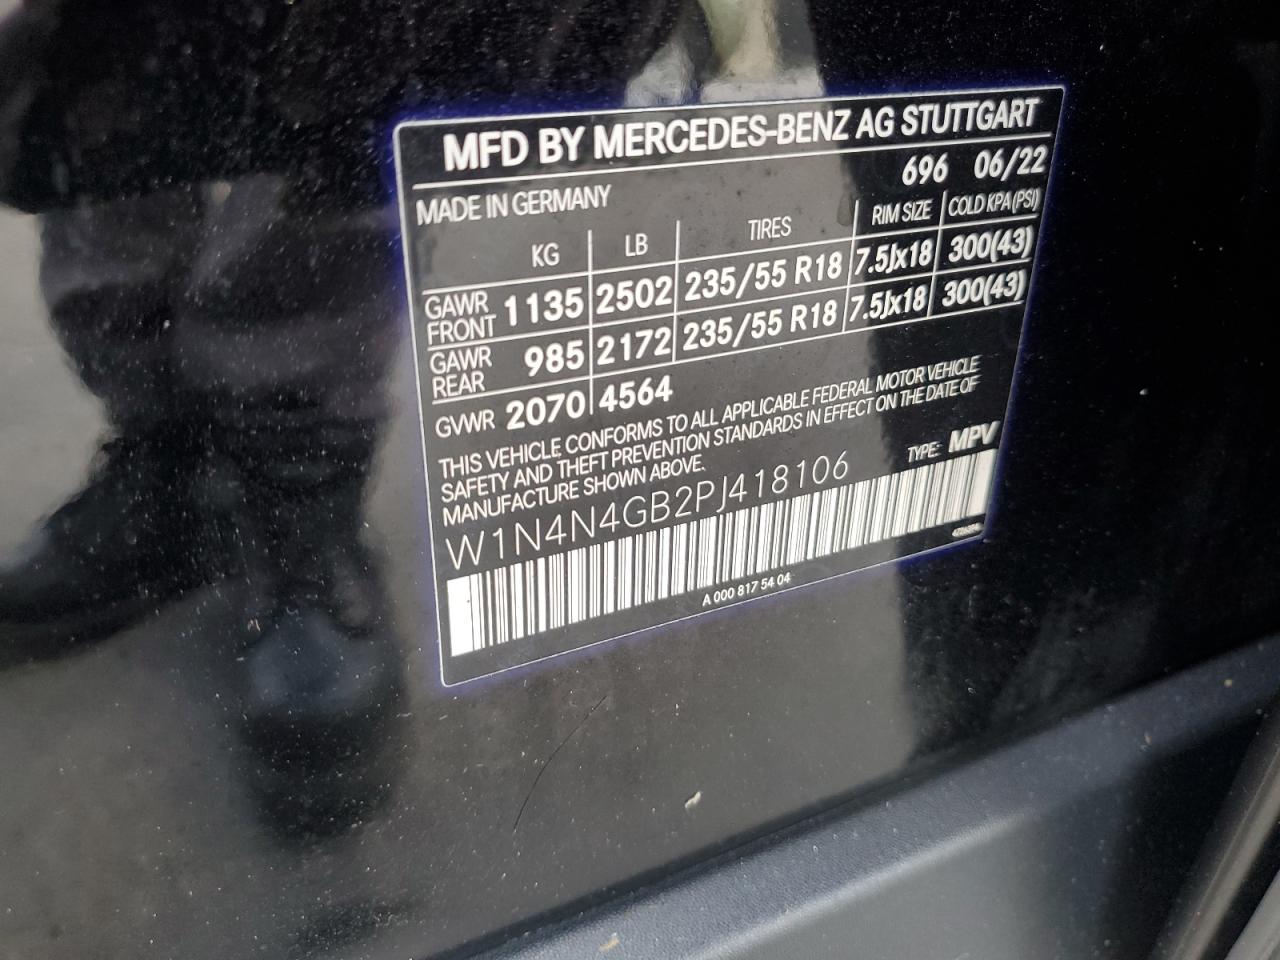 MFD BY MERCEDES-BENZ AG STUTTGART
696 06/22
MADE IN GERMANY
KG LB TIRES RIM SIZE COLD KPA(PSI)
GAWR FRONT 1135 2502 235/55 R18 7.5Jx18 300(43)
GAWR REAR 985 2172 235/55 R18 7.5Jx18 300(43)
GVWR 2070 4564
THIS VEHICLE CONFORMS TO ALL APPLICABLE FEDERAL MOTOR VEHICLE
SAFETY AND THEFT PREVENTION STANDARDS IN EFFECT ON THE DATE OF
MANUFACTURE SHOWN ABOVE.
TYPE: MPV
W1N4N4GB2PJ418106
A 000 817 54 04